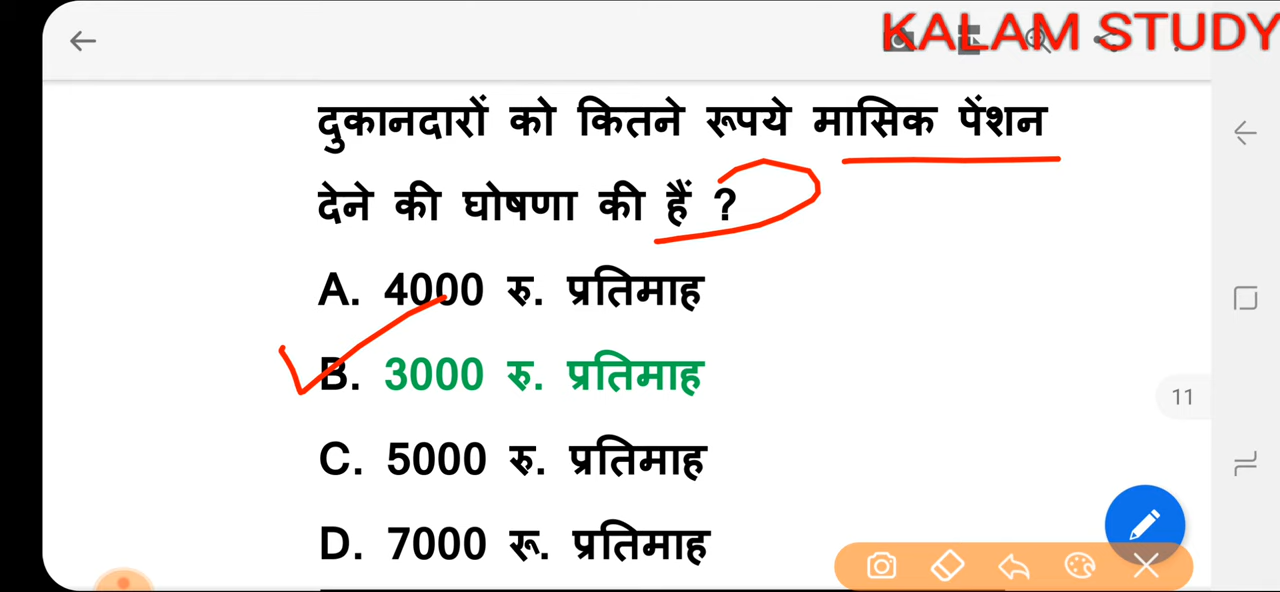 KALAM STUDY
दुकानदारों को कितने रूपये मासिक पेंशन
देने की घोषणा की हैं ?
A. 4000 रु. प्रतिमाह
B. 3000 रु. प्रतिमाह
11
C. 5000 रु. प्रतिमाह
D. 7000 रू. प्रतिमाह